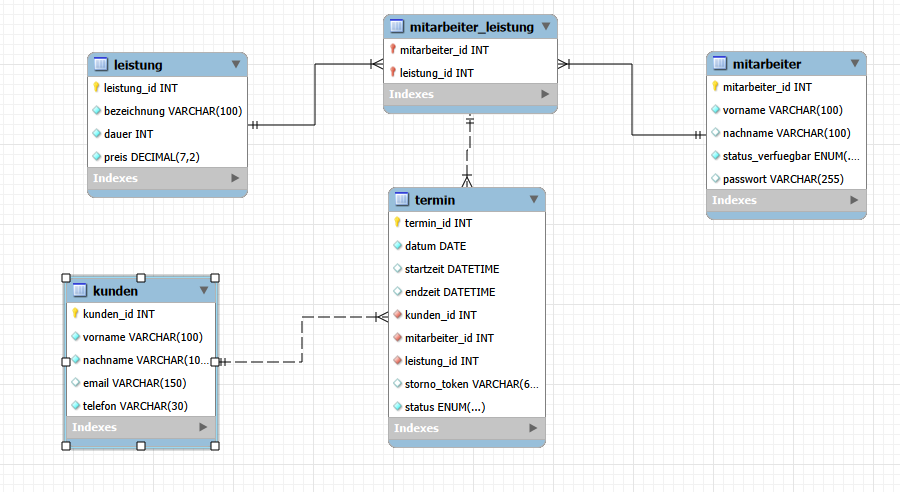 mitarbeiter_leistung
mitarbeiter_id INT
leistung_id INT
Indexes
leistung
leistung_id INT
bezeichnung VARCHAR(100)
dauer INT
preis DECIMAL(7,2)
Indexes
mitarbeiter
mitarbeiter_id INT
vorname VARCHAR(100)
nachname VARCHAR(100)
status_verfuegbar ENUM(...
passwort VARCHAR(255)
Indexes
termin
termin_id INT
datum DATE
startzeit DATETIME
endzeit DATETIME
kunden_id INT
mitarbeiter_id INT
leistung_id INT
storno_token VARCHAR(6...
status ENUM(...)
Indexes
kunden
kunden_id INT
vorname VARCHAR(100)
nachname VARCHAR(10...
email VARCHAR(150)
telefon VARCHAR(30)
Indexes